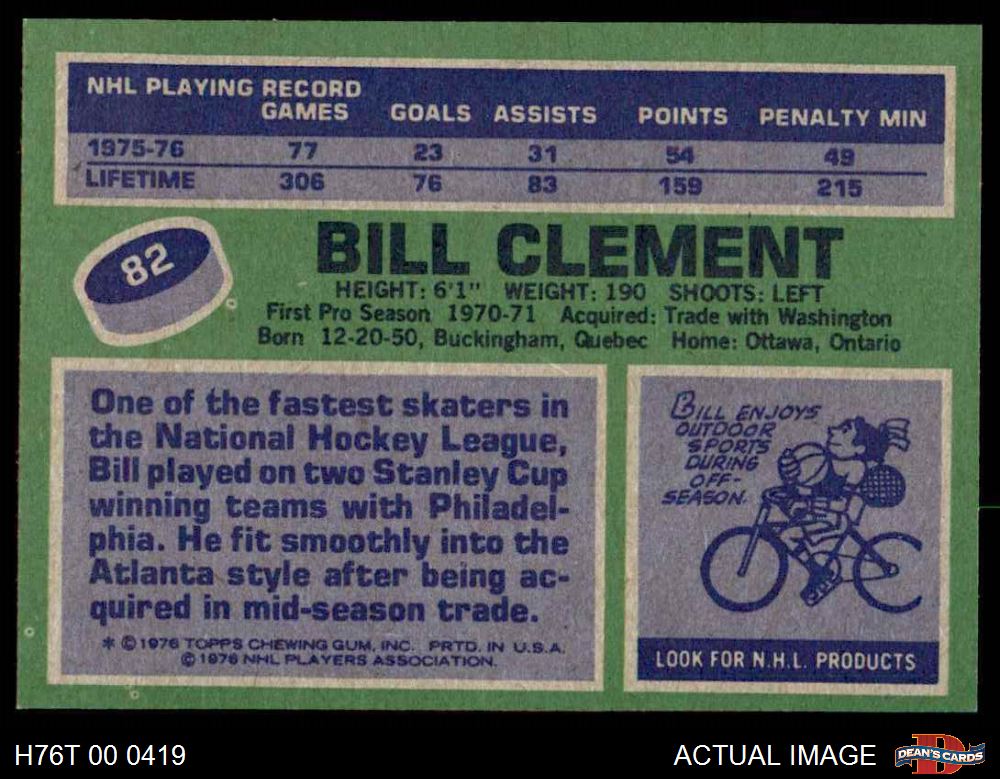 NHL PLAYING RECORD
GAMES GOALS ASSISTS POINTS PENALTY MIN
1975-76 77 23 31 54 49
LIFETIME 306 76 83 159 215
82
BILL CLEMENT
HEIGHT: 6'1" WEIGHT: 190 SHOOTS: LEFT
First Pro Season 1970-71 Acquired: Trade with Washington
Born 12-20-50, Buckingham, Quebec Home: Ottawa, Ontario
One of the fastest skaters in
the National Hockey League,
Bill played on two Stanley Cup
winning teams with Philadel-
phia. He fit smoothly into the
Atlanta style after being ac-
quired in mid-season trade.
* © 1976 TOPPS CHEWING GUM, INC. PRTD. IN U.S.A.
© 1976 NHL PLAYERS ASSOCIATION.
BILL ENJOYS
OUTDOOR
SPORTS
DURING
OFF-
SEASON.
LOOK FOR N.H.L. PRODUCTS
H76T 00 0419
ACTUAL IMAGE
DEAN'S CARDS